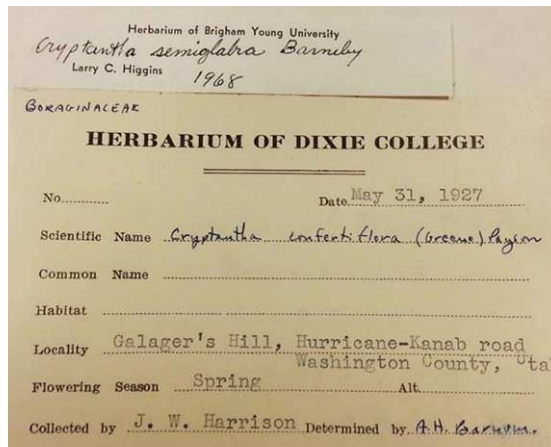 Herbarium of Brigham Young University
Cryptantha semiglabra Barneby
Larry C. Higgins
1968
BORAGINACEAE
HERBARIUM OF DIXIE COLLEGE
No.......... Date May 31, 1927
Scientific Name Cryptantha confertiflora (Greene) Payson
Common Name
Habitat
Locality Galager's Hill, Hurricane-Kanab road
Washington County, Uta
Flowering Season Spring Alt.
Collected by J. W. Harrison Determined by A.H. Barnum.